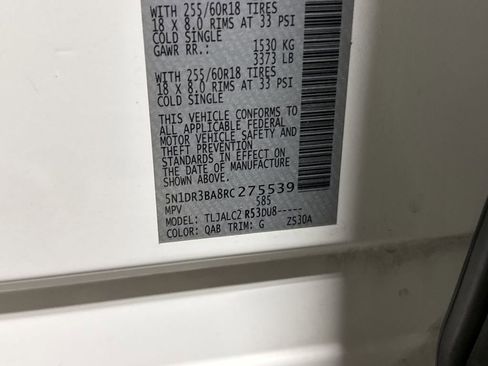 WITH 255/60R18 TIRES
18 X 8.0 RIMS AT 33 PSI
COLD SINGLE
GAWR RR.: 1530 KG
3373 LB
WITH 255/60R18 TIRES
18 X 8.0 RIMS AT 33 PSI
COLD SINGLE
THIS VEHICLE CONFORMS TO
ALL APPLICABLE FEDERAL
MOTOR VEHICLE SAFETY AND
THEFT PREVENTION
STANDARDS IN EFFECT ON
THE DATE OF MANUFACTURE
SHOWN ABOVE.
5N1DR3BA8RC275539
MPV 585
MODEL: TLJALC2 R53DU8-----
COLOR: QAB TRIM: G ZS30A